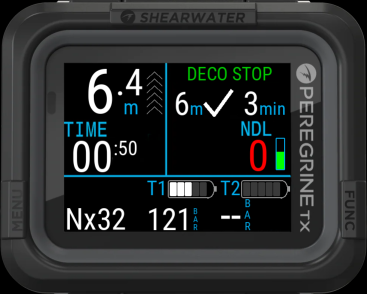 SHEARWATER
6.4 m
DECO STOP
6m 3min
TIME
00:50
NDL
0
T1 T2
Nx32 121 BAR -- BAR
PEREGRINE TX
MENU
FUNC